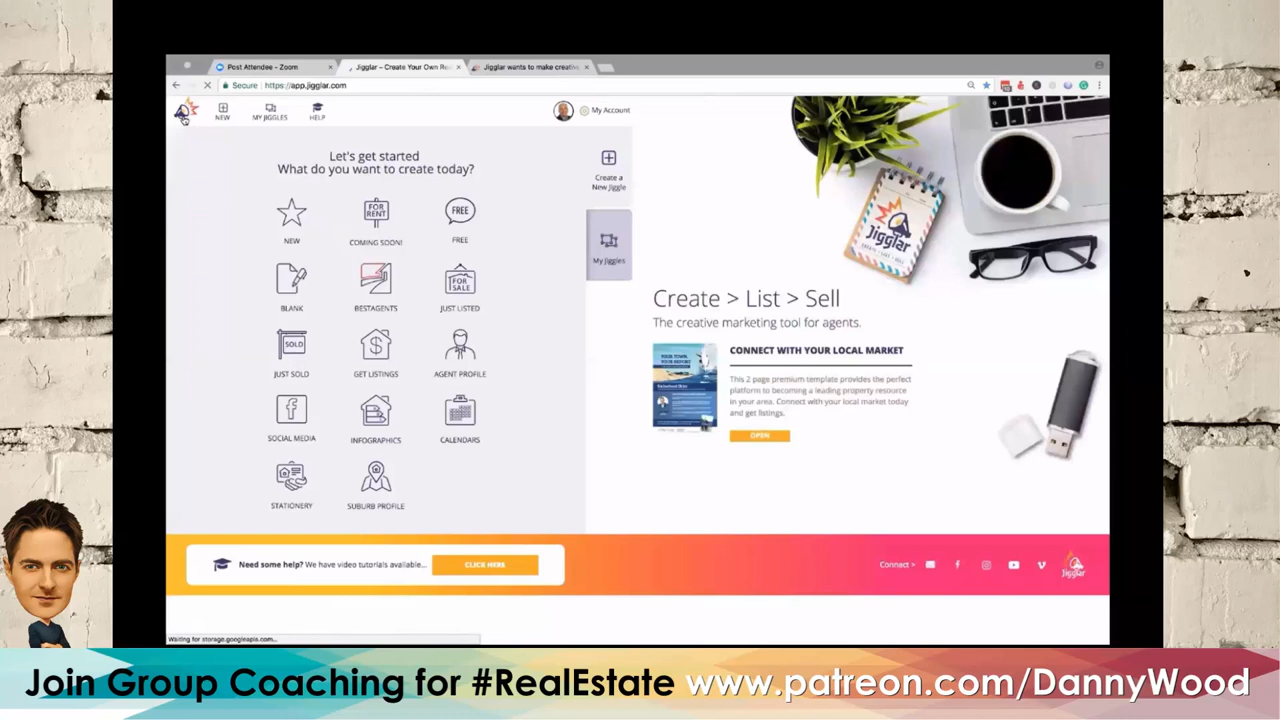 Post Attendee - Zoom
Jigglar – Create Your Own Re
Jigglar wants to make creativ
Secure
https://app.jigglar.com
NEW
MY JIGGLES
HELP
My Account
Let's get started
What do you want to create today?
NEW
FOR
RENT
COMING SOON!
FREE
FREE
BLANK
BESTAGENTS
FOR
SALE
JUST LISTED
SOLD
JUST SOLD
GET LISTINGS
AGENT PROFILE
SOCIAL MEDIA
INFOGRAPHICS
CALENDARS
STATIONERY
SUBURB PROFILE
Create a
New Jiggle
My Jiggles
Jigglar
Create > List > Sell
The creative marketing tool for agents.
CONNECT WITH YOUR LOCAL MARKET
This 2 page premium template provides the perfect
platform to becoming a leading property resource
in your area. Connect with your local market today
and get listings.
OPEN
Need some help? We have video tutorials available...
CLICK HERE
Connect >
Jigglar
Waiting for storage.googleapis.com...
Join Group Coaching for #RealEstate www.patreon.com/DannyWood